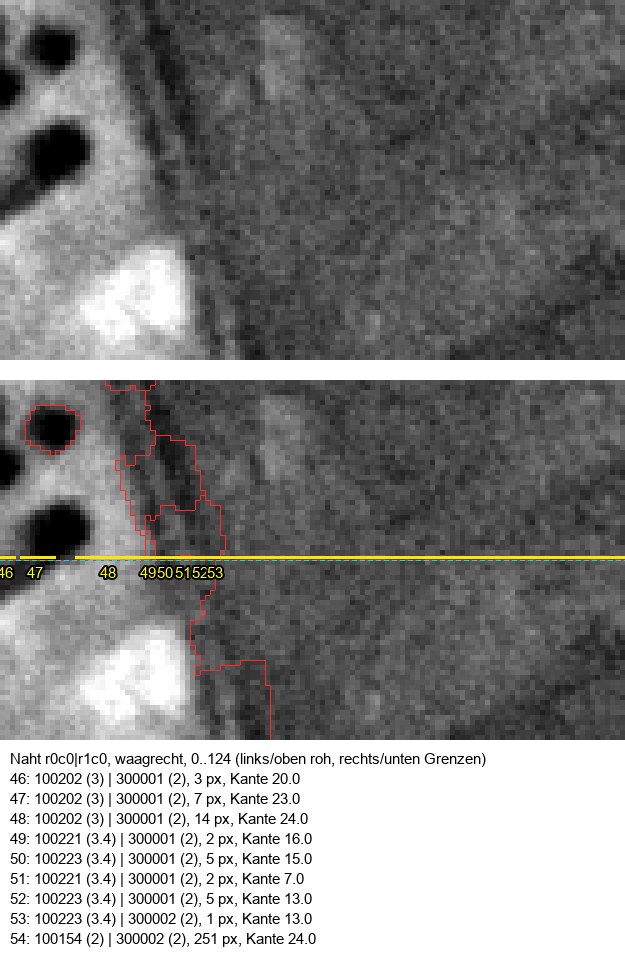 46 47 48 4950515253
Naht r0c0|r1c0, waagrecht, 0..124 (links/oben roh, rechts/unten Grenzen)
46: 100202 (3) | 300001 (2), 3 px, Kante 20.0
47: 100202 (3) | 300001 (2), 7 px, Kante 23.0
48: 100202 (3) | 300001 (2), 14 px, Kante 24.0
49: 100221 (3.4) | 300001 (2), 2 px, Kante 16.0
50: 100223 (3.4) | 300001 (2), 5 px, Kante 15.0
51: 100221 (3.4) | 300001 (2), 2 px, Kante 7.0
52: 100223 (3.4) | 300001 (2), 5 px, Kante 13.0
53: 100223 (3.4) | 300002 (2), 1 px, Kante 13.0
54: 100154 (2) | 300002 (2), 251 px, Kante 24.0